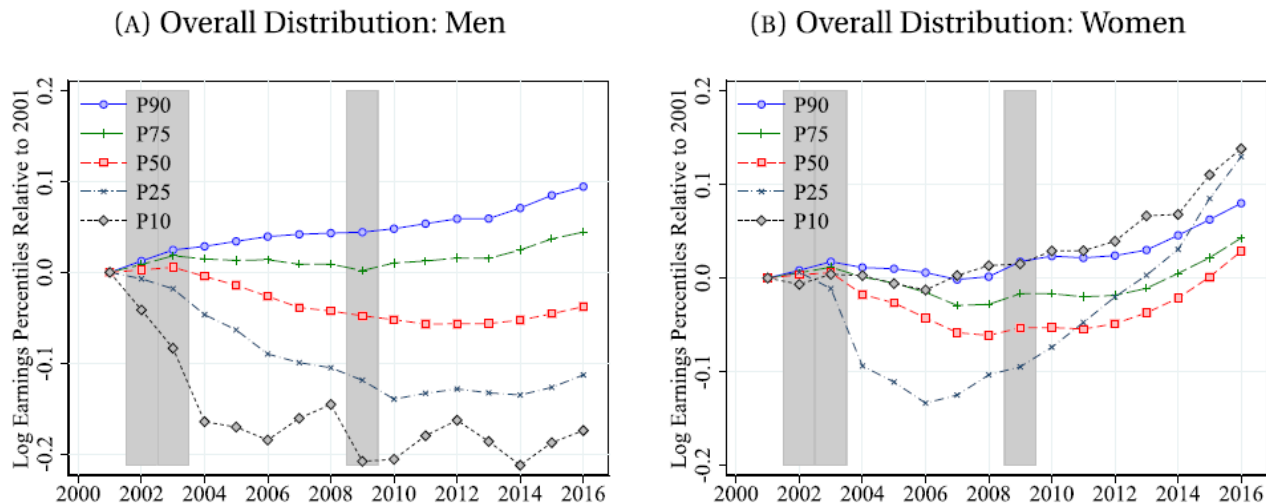 (A) Overall Distribution: Men
Log Earnings Percentiles Relative to 2001
0.2
0.1
0.0
-0.1
-0.2
P90
P75
P50
P25
P10
2000 2002 2004 2006 2008 2010 2012 2014 2016
(B) Overall Distribution: Women
Log Earnings Percentiles Relative to 2001
0.2
0.1
0.0
-0.1
-0.2
P90
P75
P50
P25
P10
2000 2002 2004 2006 2008 2010 2012 2014 2016